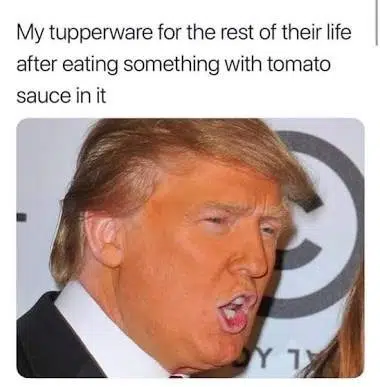 My tupperware for the rest of their life
after eating something with tomato
sauce in it